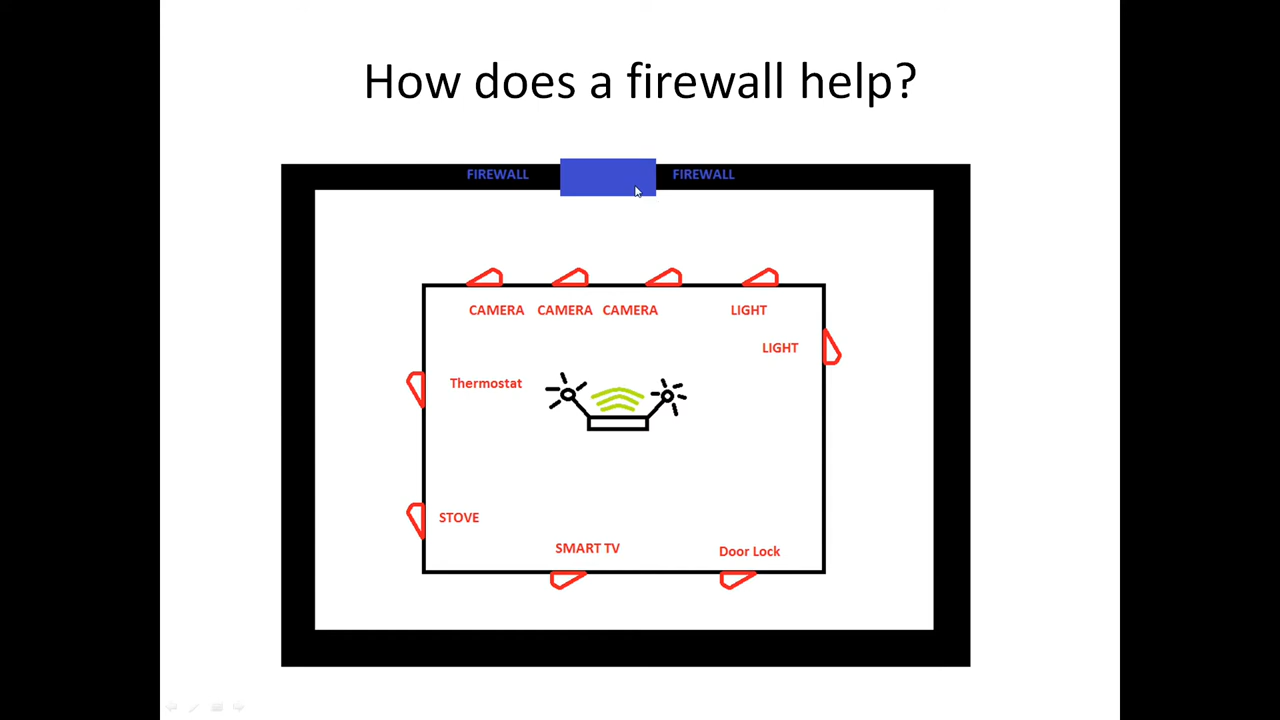 How does a firewall help?
FIREWALL FIREWALL
CAMERA CAMERA CAMERA LIGHT
LIGHT
Thermostat
STOVE
SMART TV
Door Lock